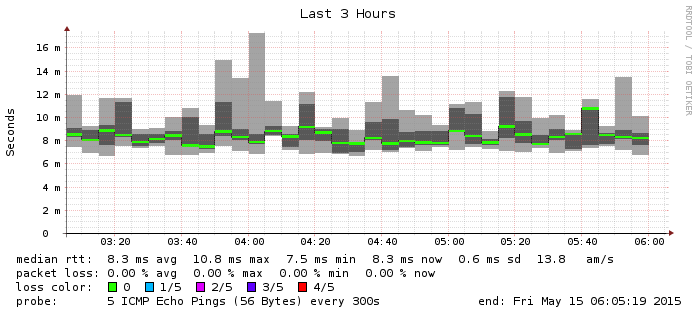 Last 3 Hours
RRDTOOL / TOBI OETIKER
Seconds
16 m
14 m
12 m
10 m
8 m
6 m
4 m
2 m
0
03:20 03:40 04:00 04:20 04:40 05:00 05:20 05:40 06:00
median rtt: 8.3 ms avg 10.8 ms max 7.5 ms min 8.3 ms now 0.6 ms sd 13.8 am/s
packet loss: 0.00 % avg 0.00 % max 0.00 % min 0.00 % now
loss color: 0 1/5 2/5 3/5 4/5
probe: 5 ICMP Echo Pings (56 Bytes) every 300s end: Fri May 15 06:05:19 2015